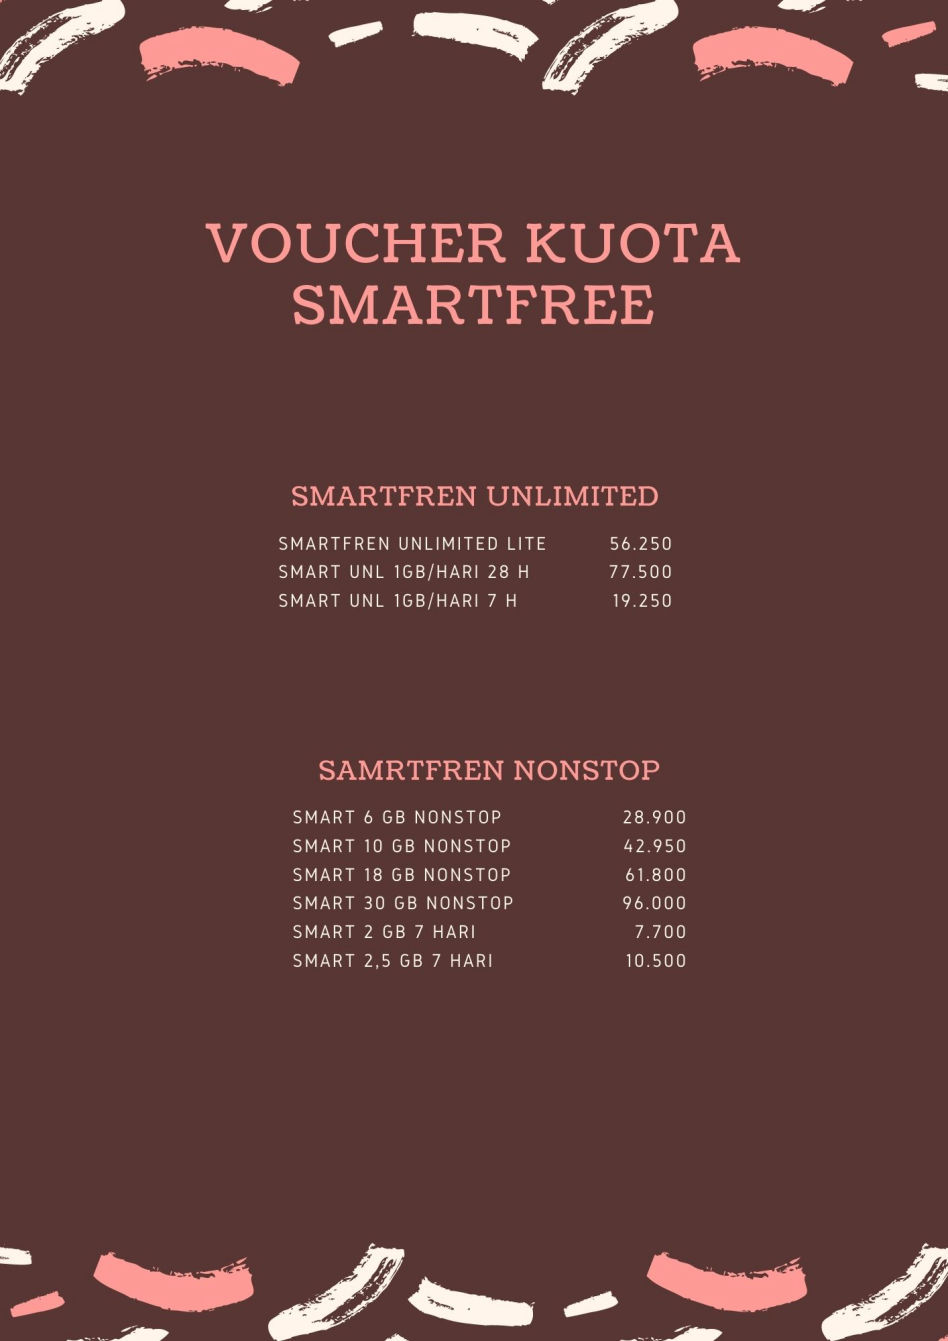 VOUCHER KUOTA
SMARTFREE
SMARTFREN UNLIMITED
SMARTFREN UNLIMITED LITE 56.250
SMART UNL 1GB/HARI 28 H 77.500
SMART UNL 1GB/HARI 7 H 19.250
SAMRTFREN NONSTOP
SMART 6 GB NONSTOP 28.900
SMART 10 GB NONSTOP 42.950
SMART 18 GB NONSTOP 61.800
SMART 30 GB NONSTOP 96.000
SMART 2 GB 7 HARI 7.700
SMART 2,5 GB 7 HARI 10.500